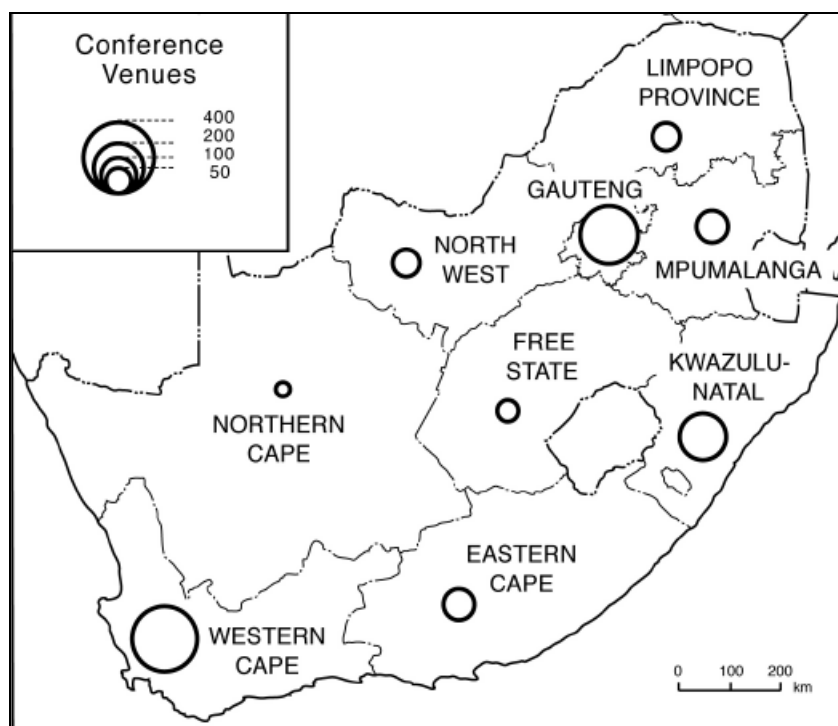 Conference
Venues
400
200
100
50
LIMPOPO
PROVINCE
GAUTENG
NORTH
WEST
MPUMALANGA
FREE
STATE
KWAZULU-
NATAL
NORTHERN
CAPE
EASTERN
CAPE
WESTERN
CAPE
0 100 200
km